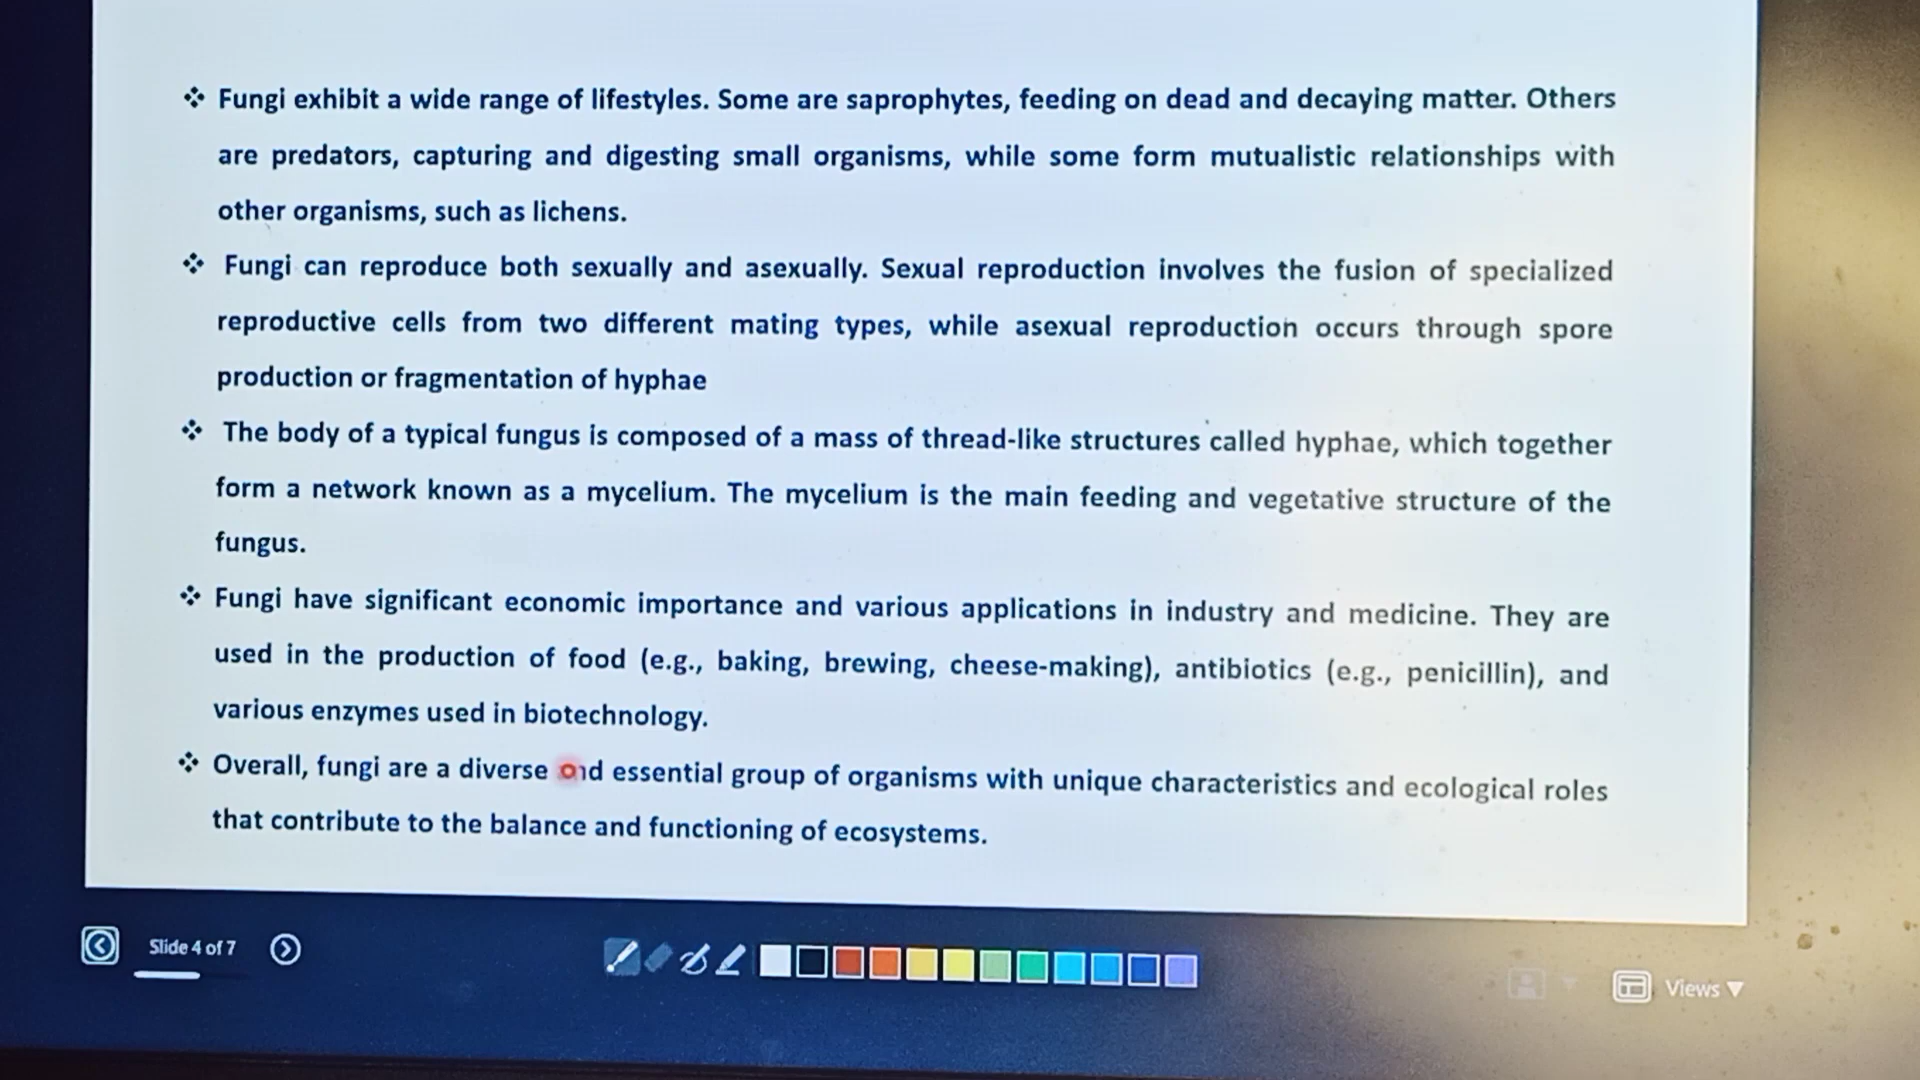 ❖ Fungi exhibit a wide range of lifestyles. Some are saprophytes, feeding on dead and decaying matter. Others
are predators, capturing and digesting small organisms, while some form mutualistic relationships with
other organisms, such as lichens.
❖ Fungi can reproduce both sexually and asexually. Sexual reproduction involves the fusion of specialized
reproductive cells from two different mating types, while asexual reproduction occurs through spore
production or fragmentation of hyphae
❖ The body of a typical fungus is composed of a mass of thread-like structures called hyphae, which together
form a network known as a mycelium. The mycelium is the main feeding and vegetative structure of the
fungus.
❖ Fungi have significant economic importance and various applications in industry and medicine. They are
used in the production of food (e.g., baking, brewing, cheese-making), antibiotics (e.g., penicillin), and
various enzymes used in biotechnology.
❖ Overall, fungi are a diverse and essential group of organisms with unique characteristics and ecological roles
that contribute to the balance and functioning of ecosystems.
Slide 4 of 7
Views